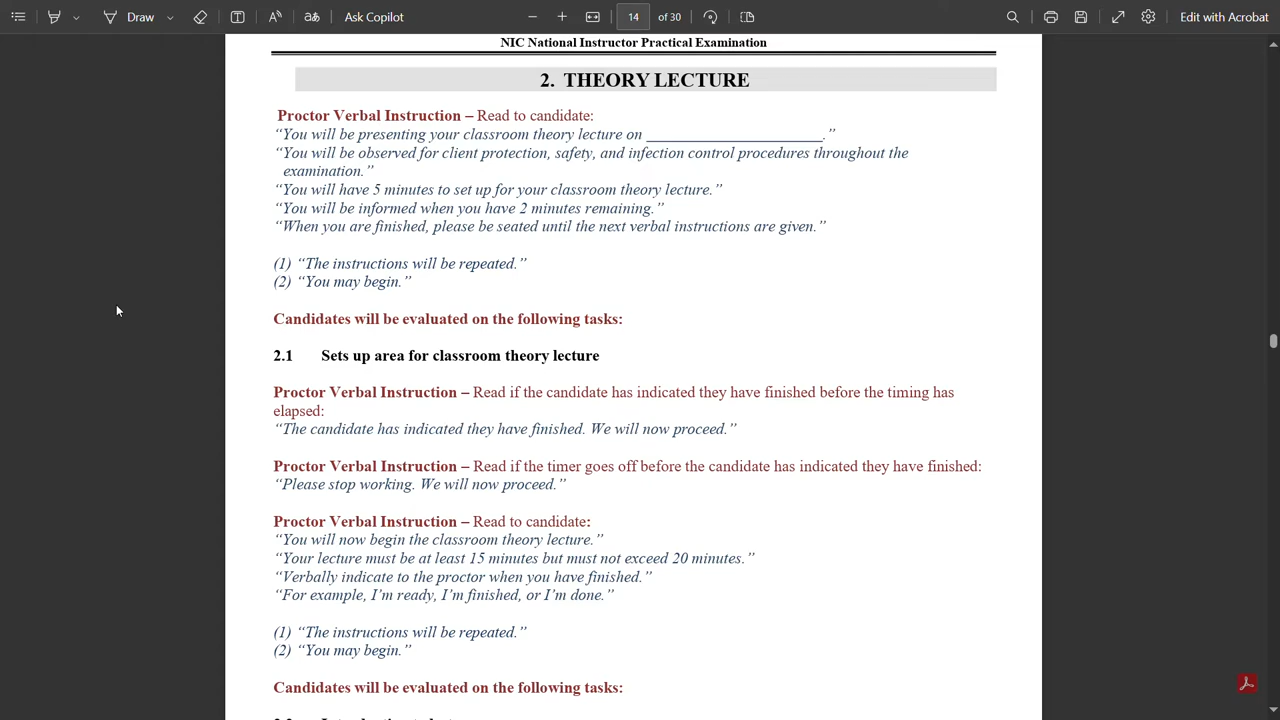 Draw
Ask Copilot
14 of 30
Edit with Acrobat
NIC National Instructor Practical Examination
2. THEORY LECTURE
Proctor Verbal Instruction – Read to candidate:
“You will be presenting your classroom theory lecture on ______________________.”
“You will be observed for client protection, safety, and infection control procedures throughout the
examination.”
“You will have 5 minutes to set up for your classroom theory lecture.”
“You will be informed when you have 2 minutes remaining.”
“When you are finished, please be seated until the next verbal instructions are given.”
(1) “The instructions will be repeated.”
(2) “You may begin.”
Candidates will be evaluated on the following tasks:
2.1 Sets up area for classroom theory lecture
Proctor Verbal Instruction – Read if the candidate has indicated they have finished before the timing has
elapsed:
“The candidate has indicated they have finished. We will now proceed.”
Proctor Verbal Instruction – Read if the timer goes off before the candidate has indicated they have finished:
“Please stop working. We will now proceed.”
Proctor Verbal Instruction – Read to candidate:
“You will now begin the classroom theory lecture.”
“Your lecture must be at least 15 minutes but must not exceed 20 minutes.”
“Verbally indicate to the proctor when you have finished.”
“For example, I’m ready, I’m finished, or I’m done.”
(1) “The instructions will be repeated.”
(2) “You may begin.”
Candidates will be evaluated on the following tasks: